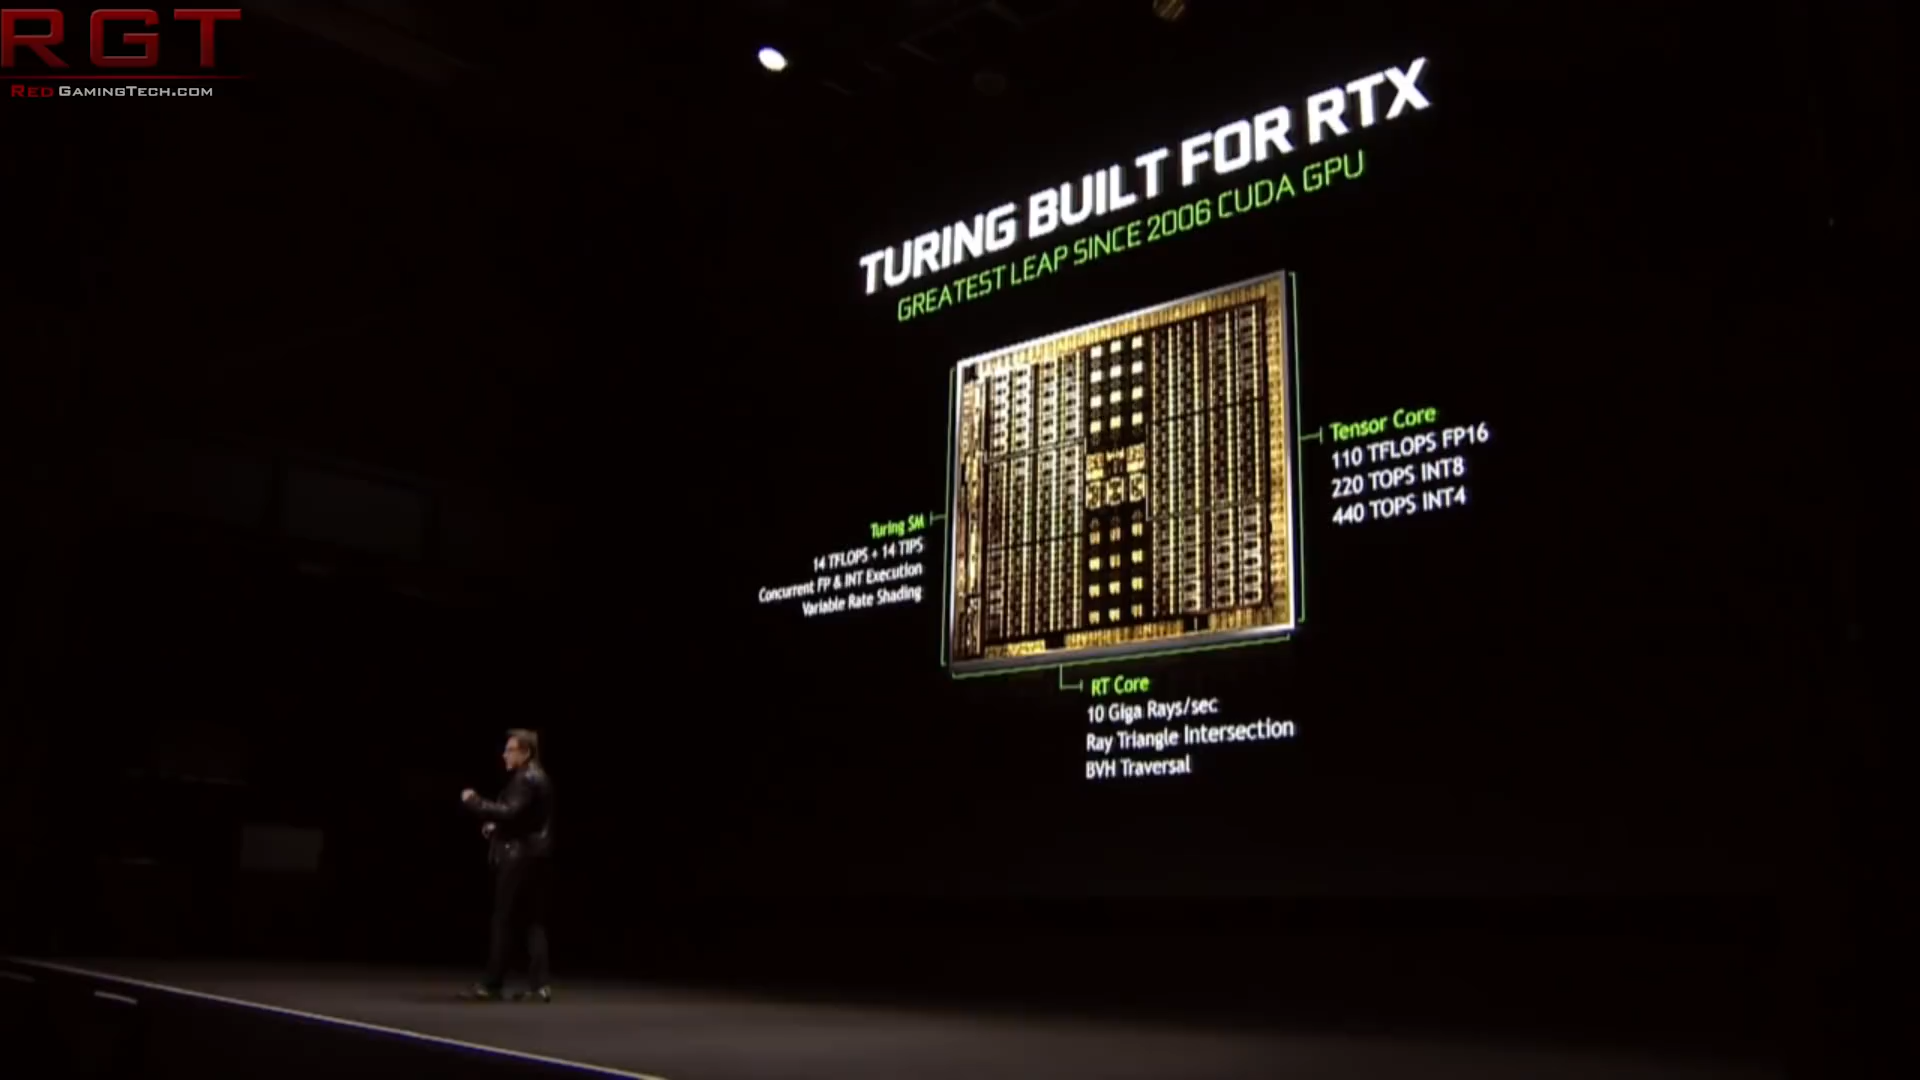 RGT
RED GAMINGTECH.COM
TURING BUILT FOR RTX
GREATEST LEAP SINCE 2006 CUDA GPU
Tensor Core
110 TFLOPS FP16
220 TOPS INT8
440 TOPS INT4
Turing SM
14 TFLOPS + 14 TIPS
Concurrent FP & INT Execution
Variable Rate Shading
RT Core
10 Giga Rays/sec
Ray Triangle Intersection
BVH Traversal